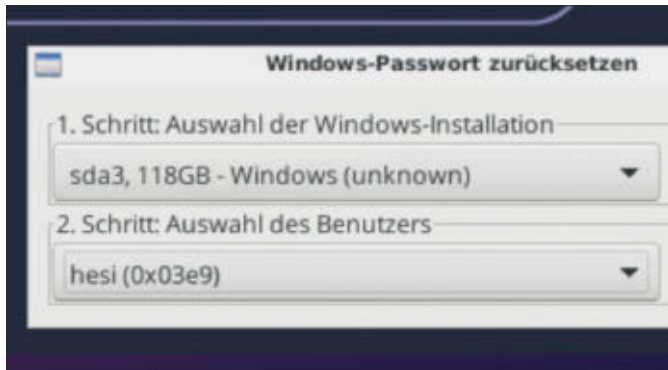 Windows-Passwort zurücksetzen
1. Schritt: Auswahl der Windows-Installation
sda3, 118GB - Windows (unknown)
2. Schritt: Auswahl des Benutzers
hesi (0x03e9)